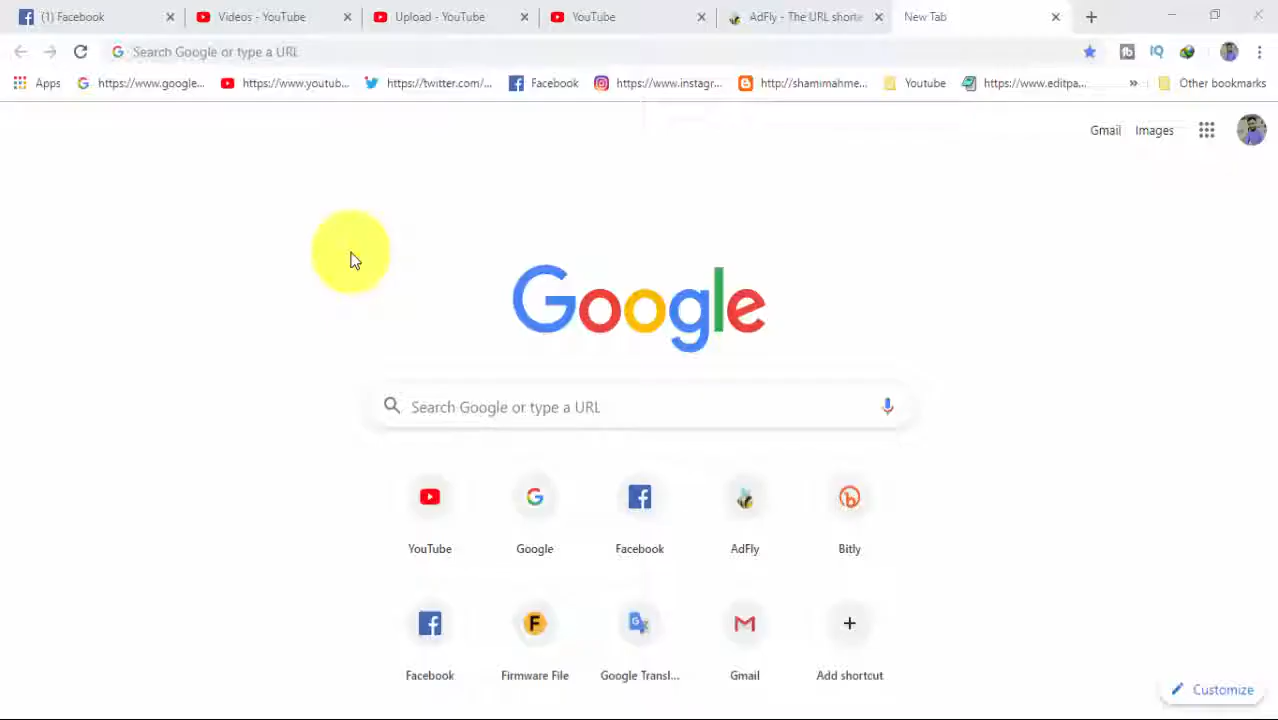 (1) Facebook
Videos - YouTube
Upload - YouTube
YouTube
AdFly - The URL shorte
New Tab
Search Google or type a URL
Apps
https://www.google...
https://www.youtub...
https://twitter.com/...
Facebook
https://www.instagr...
http://shamimahme...
Youtube
https://www.editpa...
»
Other bookmarks
Gmail
Images
Google
Search Google or type a URL
YouTube
Google
Facebook
AdFly
Bitly
Facebook
Firmware File
Google Transl...
Gmail
Add shortcut
Customize